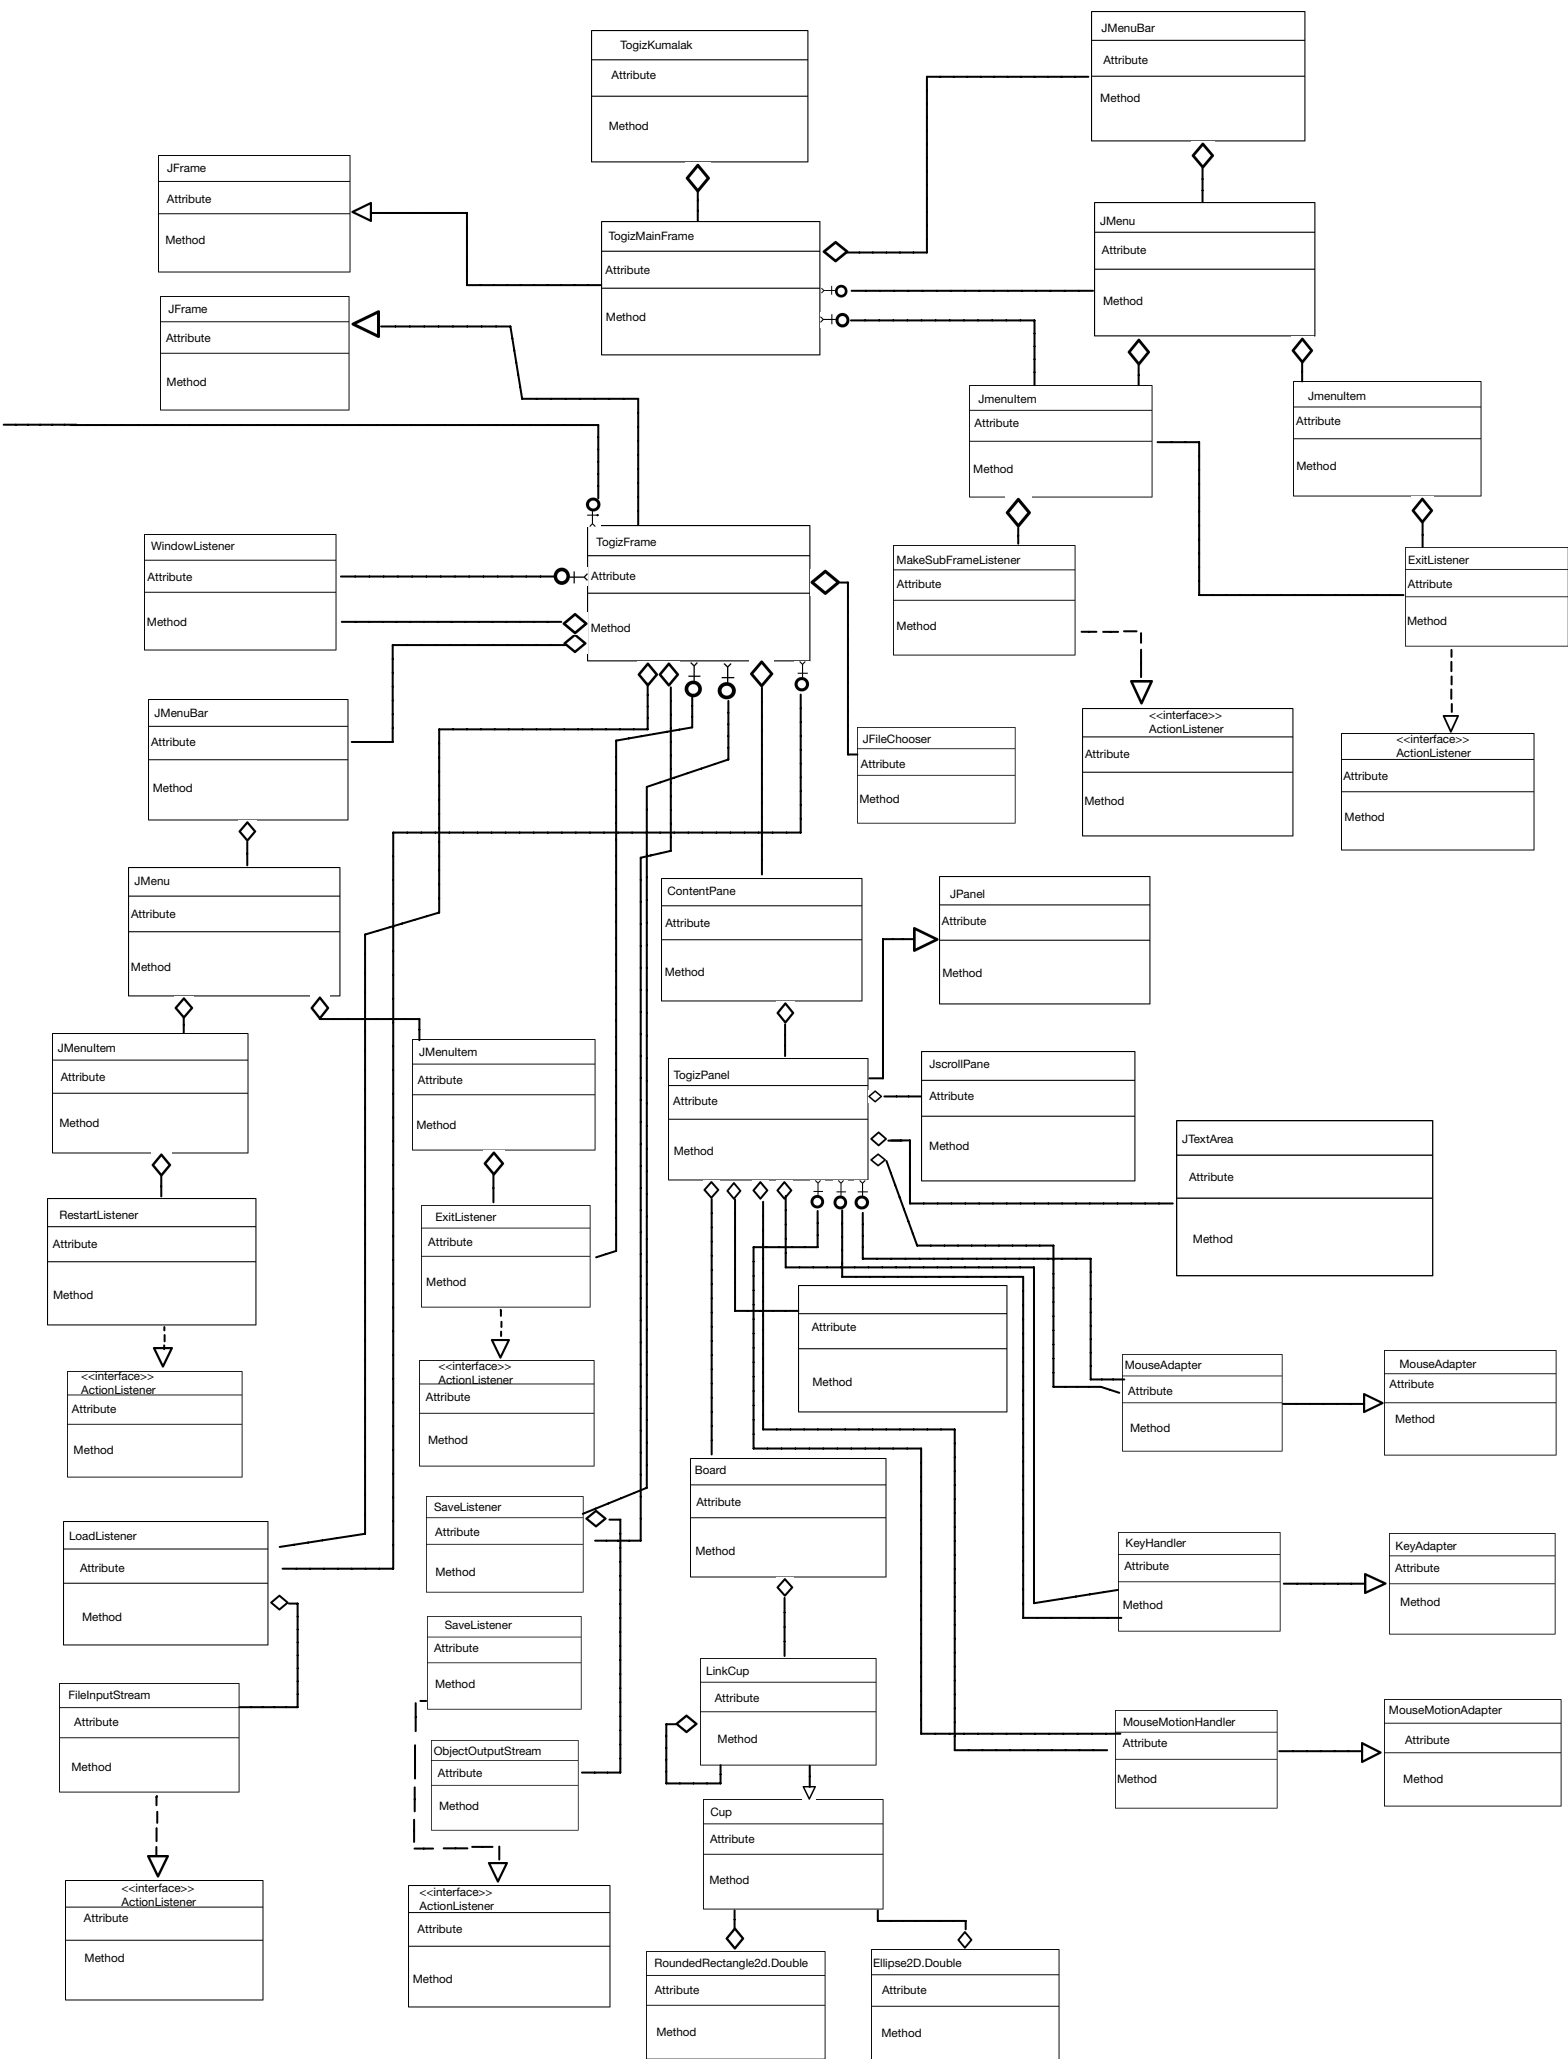 TogizKumalak
Attribute
Method
JMenuBar
Attribute
Method
JFrame
Attribute
Method
TogizMainFrame
Attribute
Method
JMenu
Attribute
Method
JFrame
Attribute
Method
JmenuItem
Attribute
Method
JmenuItem
Attribute
Method
WindowListener
Attribute
Method
TogizFrame
Attribute
Method
MakeSubFrameListener
Attribute
Method
ExitListener
Attribute
Method
JMenuBar
Attribute
Method
JFileChooser
Attribute
Method
<<interface>>
ActionListener
Attribute
Method
<<interface>>
ActionListener
Attribute
Method
JMenu
Attribute
Method
ContentPane
Attribute
Method
JPanel
Attribute
Method
JMenuItem
Attribute
Method
JMenuItem
Attribute
Method
TogizPanel
Attribute
Method
JscrollPane
Attribute
Method
JTextArea
Attribute
Method
RestartListener
Attribute
Method
ExitListener
Attribute
Method
Attribute
Method
<<interface>>
ActionListener
Attribute
Method
<<interface>>
ActionListener
Attribute
Method
MouseAdapter
Attribute
Method
MouseAdapter
Attribute
Method
LoadListener
Attribute
Method
SaveListener
Attribute
Method
Board
Attribute
Method
KeyHandler
Attribute
Method
KeyAdapter
Attribute
Method
SaveListener
Attribute
Method
FileInputStream
Attribute
Method
LinkCup
Attribute
Method
MouseMotionHandler
Attribute
Method
MouseMotionAdapter
Attribute
Method
ObjectOutputStream
Attribute
Method
Cup
Attribute
Method
<<interface>>
ActionListener
Attribute
Method
<<interface>>
ActionListener
Attribute
Method
RoundedRectangle2d.Double
Attribute
Method
Ellipse2D.Double
Attribute
Method